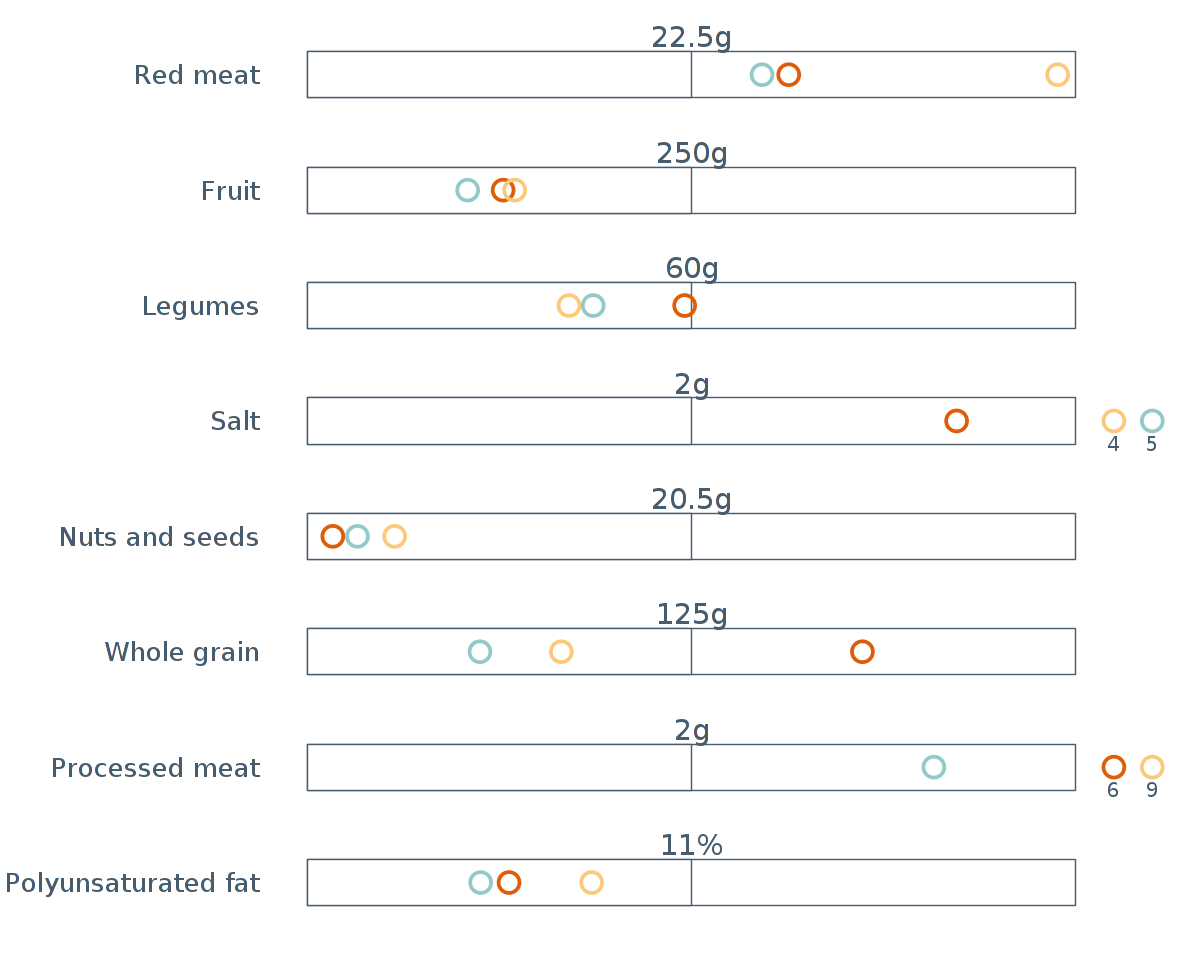 22.5g
Red meat
250g
Fruit
60g
Legumes
2g
Salt
4 5
20.5g
Nuts and seeds
125g
Whole grain
2g
Processed meat
6 9
11%
Polyunsaturated fat